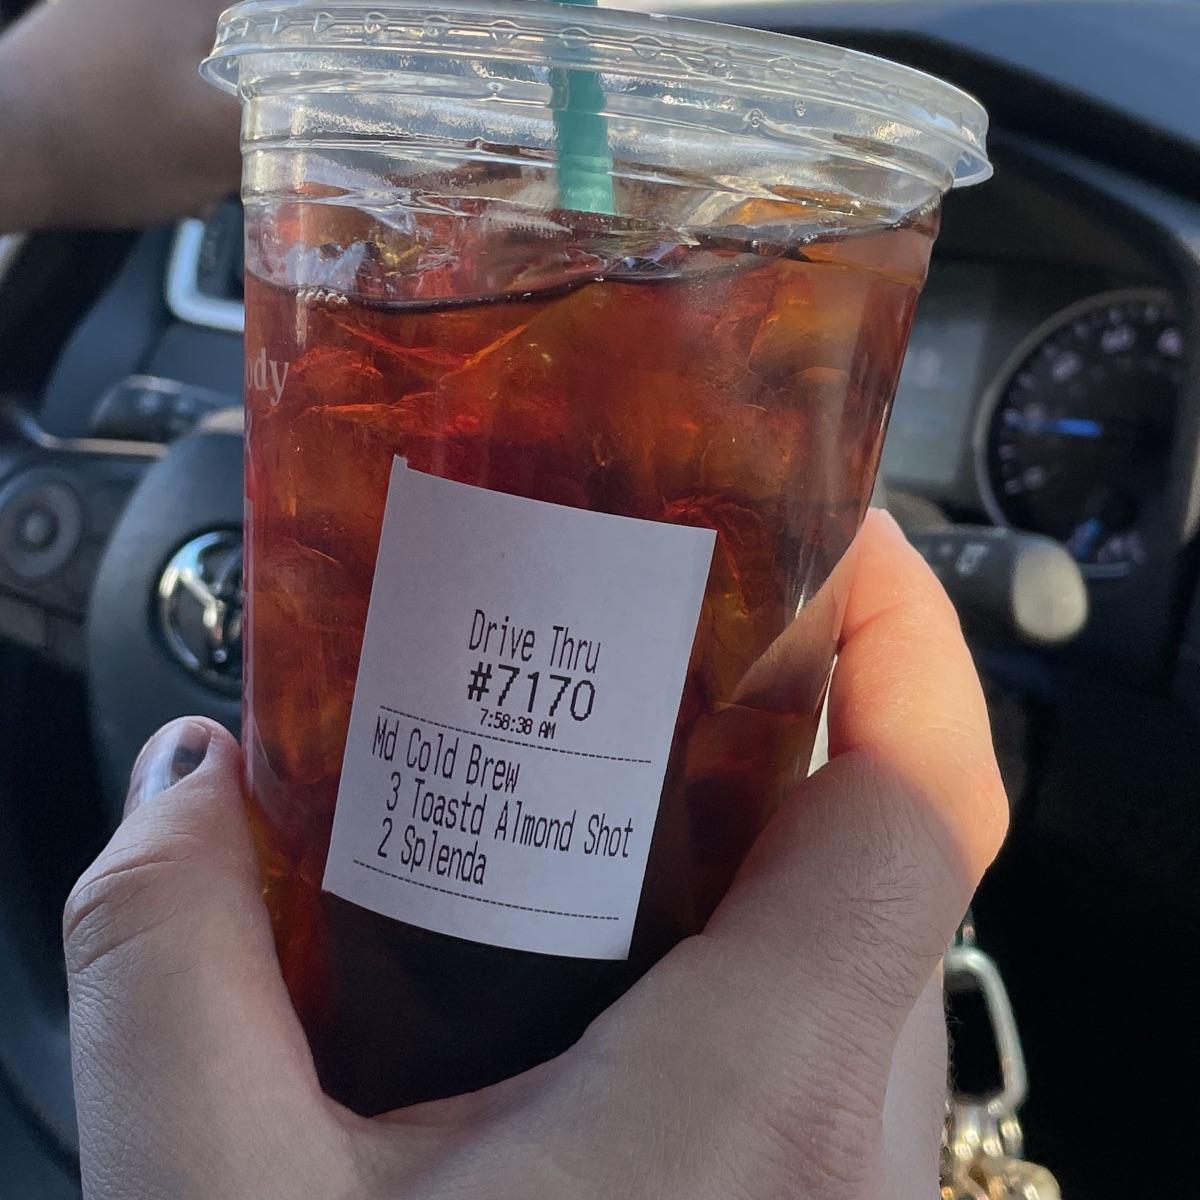 Drive Thru
#7170
7:58:38 AM
Md Cold Brew
3 Toastd Almond Shot
2 Splenda